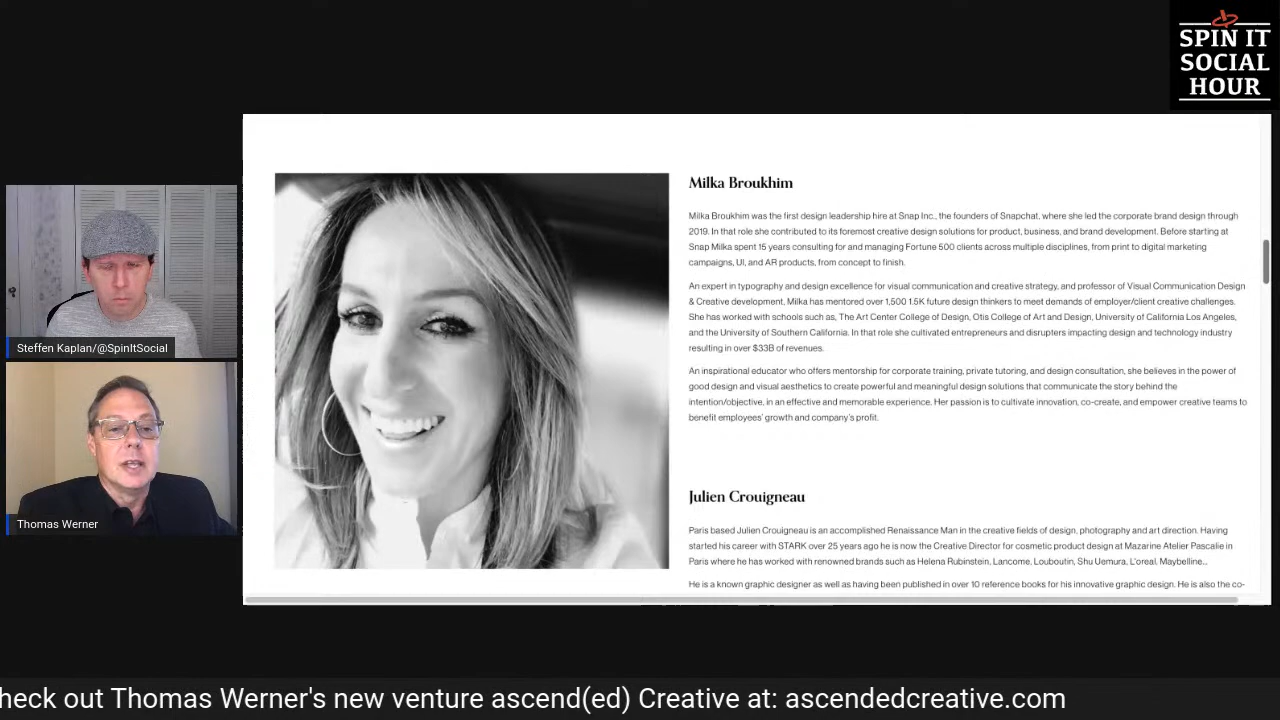 SPIN IT
SOCIAL
HOUR
Milka Broukhim
Milka Broukhim was the first design leadership hire at Snap Inc., the founders of Snapchat, where she led the corporate brand design through
2019. In that role she contributed to its foremost creative design solutions for product, business, and brand development. Before starting at
Snap Milka spent 15 years consulting for and managing Fortune 500 clients across multiple disciplines, from print to digital marketing
campaigns, UI, and AR products, from concept to finish.
An expert in typography and design excellence for visual communication and creative strategy, and professor of Visual Communication Design
& Creative development, Milka has mentored over 1,500 1.5K future design thinkers to meet demands of employer/client creative challenges.
She has worked with schools such as, The Art Center College of Design, Otis College of Art and Design, University of California Los Angeles,
and the University of Southern California. In that role she cultivated entrepreneurs and disrupters impacting design and technology industry
resulting in over $33B of revenues.
An inspirational educator who offers mentorship for corporate training, private tutoring, and design consultation, she believes in the power of
good design and visual aesthetics to create powerful and meaningful design solutions that communicate the story behind the
intention/objective, in an effective and memorable experience. Her passion is to cultivate innovation, co-create, and empower creative teams to
benefit employees' growth and company's profit.
Julien Crouigneau
Paris based Julien Crouigneau is an accomplished Renaissance Man in the creative fields of design, photography and art direction. Having
started his career with STARK over 25 years ago he is now the Creative Director for cosmetic product design at Mazarine Atelier Pascalie in
Paris where he has worked with renowned brands such as Helena Rubinstein, Lancome, Louboutin, Shu Uemura, L'oreal, Maybelline...
He is a known graphic designer as well as having been published in over 10 reference books for his innovative graphic design. He is also the co-
Steffen Kaplan/@SpinItSocial
Thomas Werner
heck out Thomas Werner's new venture ascend(ed) Creative at: ascendedcreative.com